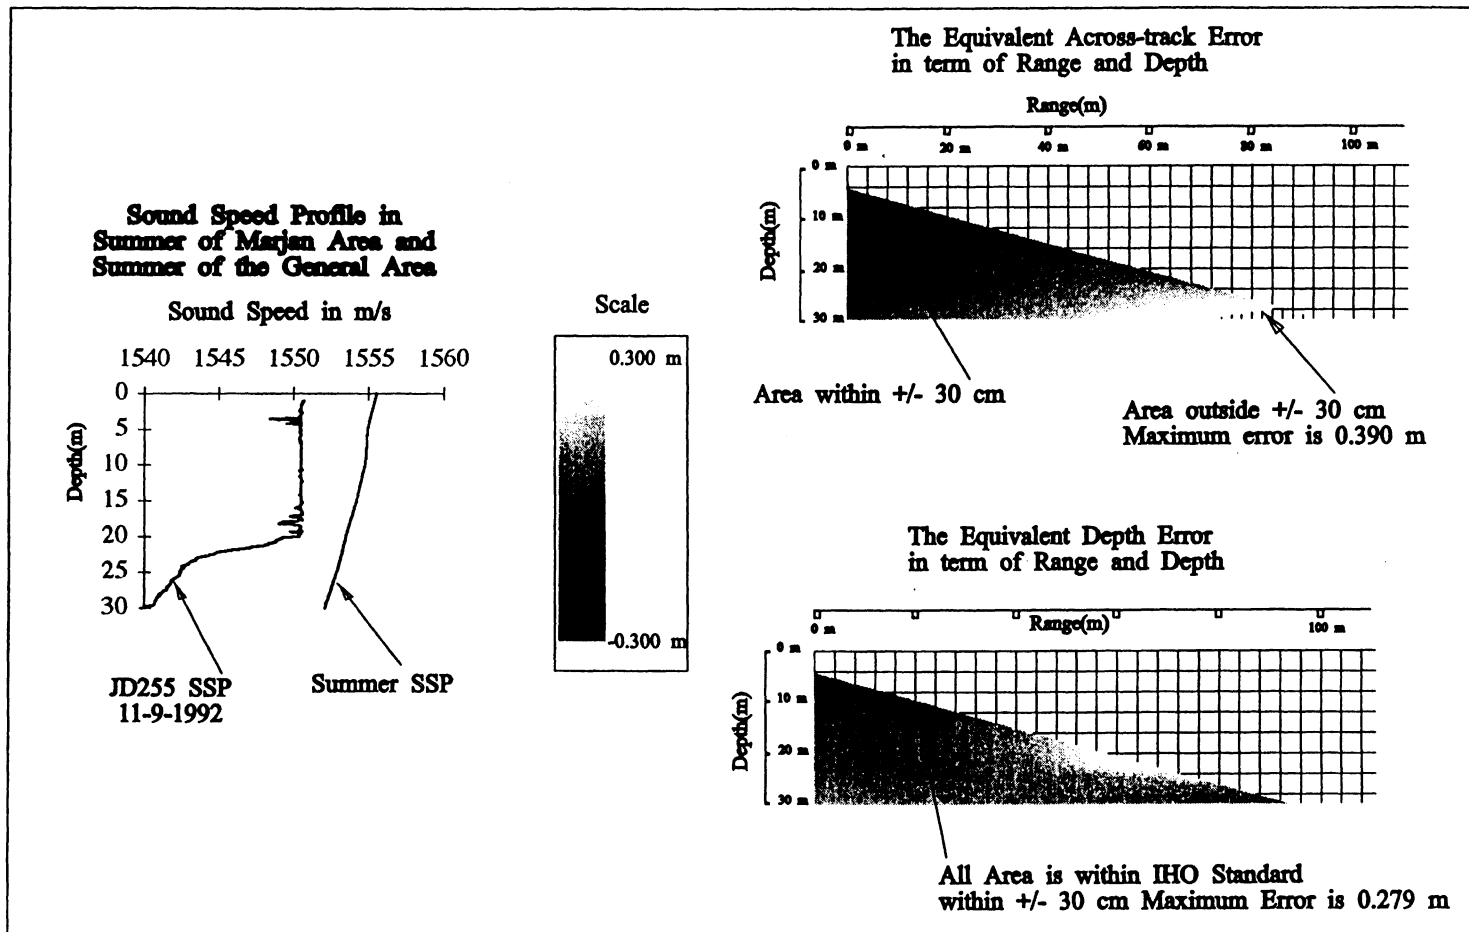 The Equivalent Across-track Error
in term of Range and Depth
Range(m)
0 m 20 m 40 m 60 m 80 m 100 m
Depth(m)
0 m
10 m
20 m
30 m
Area within +/- 30 cm
Area outside +/- 30 cm
Maximum error is 0.390 m
Sound Speed Profile in
Summer of Marjan Area and
Summer of the General Area
Sound Speed in m/s
1540 1545 1550 1555 1560
Depth(m)
0
5
10
15
20
25
30
JD255 SSP
11-9-1992
Summer SSP
Scale
0.300 m
-0.300 m
The Equivalent Depth Error
in term of Range and Depth
Range(m)
0 m 100 m
Depth(m)
0 m
10 m
20 m
30 m
All Area is within IHO Standard
within +/- 30 cm Maximum Error is 0.279 m